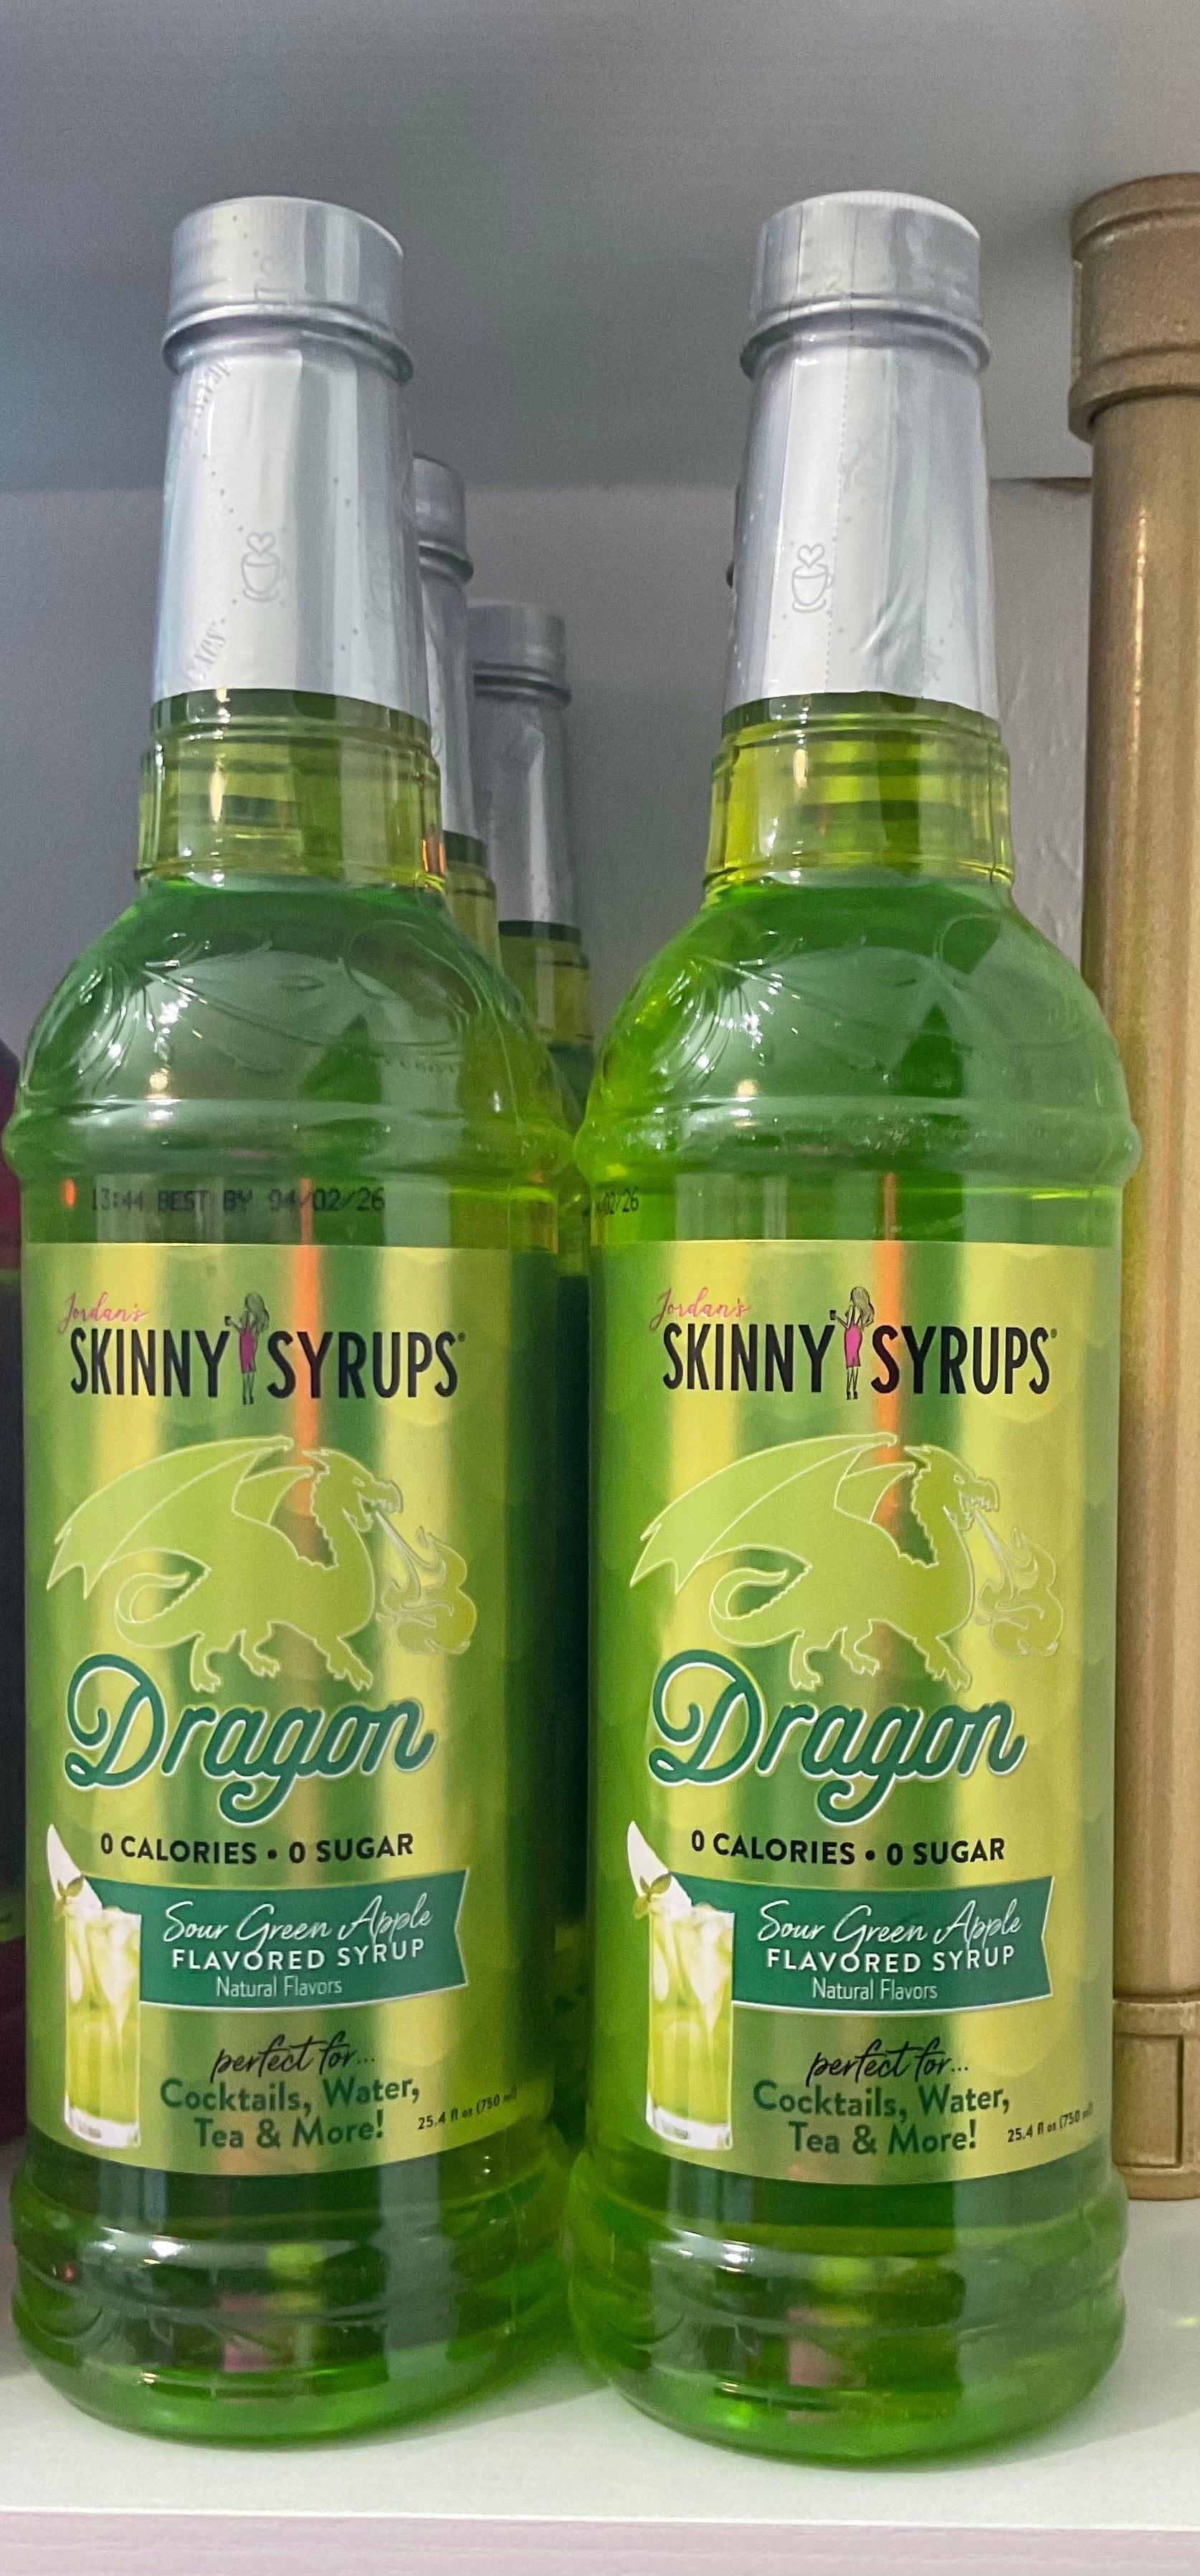 13:44 BEST BY 04/02/26
Jordan's
SKINNY SYRUPS®
Dragon
0 CALORIES • 0 SUGAR
Sour Green Apple
FLAVORED SYRUP
Natural Flavors
perfect for...
Cocktails, Water,
Tea & More!
25.4 fl oz (750 ml)
02/26
Jordan's
SKINNY SYRUPS®
Dragon
0 CALORIES • 0 SUGAR
Sour Green Apple
FLAVORED SYRUP
Natural Flavors
perfect for...
Cocktails, Water,
Tea & More!
25.4 fl oz (750 ml)